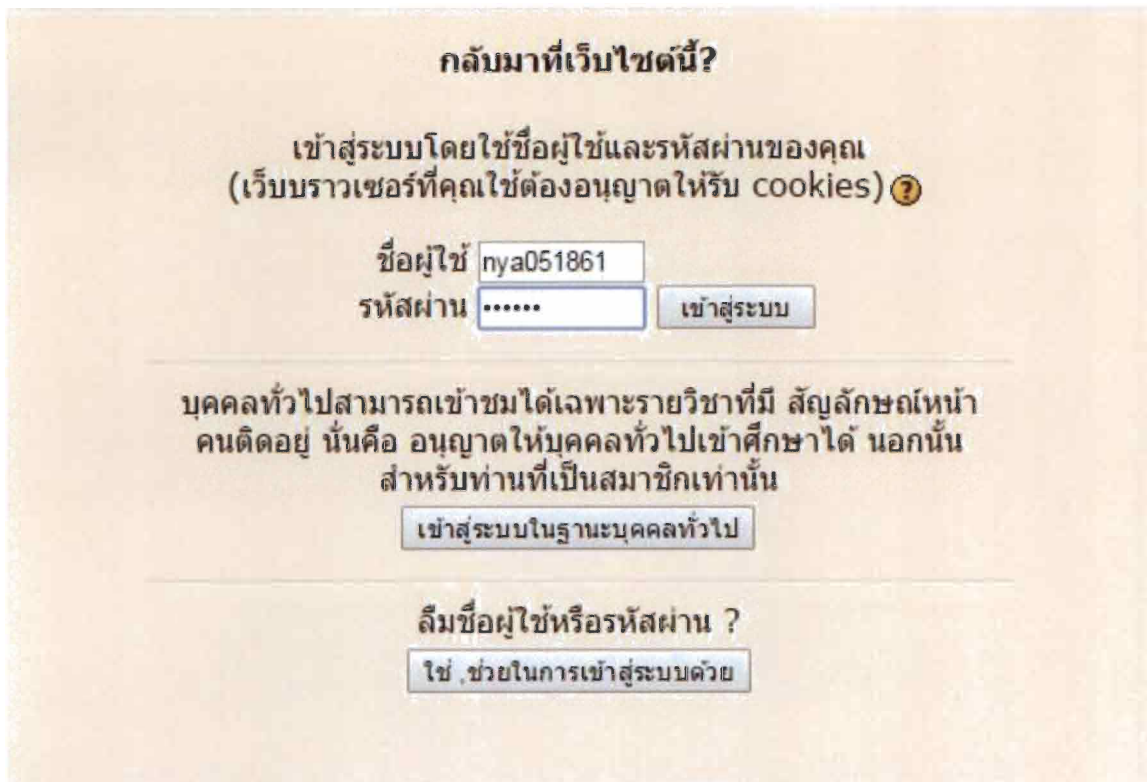 กลับมาที่เว็บไซต์นี้?
เข้าสู่ระบบโดยใช้ชื่อผู้ใช้และรหัสผ่านของคุณ
(เว็บบราวเซอร์ที่คุณใช้ต้องอนุญาตให้รับ cookies) ?
ชื่อผู้ใช้ nya051861
รหัสผ่าน •••••• เข้าสู่ระบบ
บุคคลทั่วไปสามารถเข้าชมได้เฉพาะรายวิชาที่มี สัญลักษณ์หน้า
คนติดอยู่ นั่นคือ อนุญาตให้บุคคลทั่วไปเข้าศึกษาได้ นอกนั้น
สำหรับท่านที่เป็นสมาชิกเท่านั้น
เข้าสู่ระบบในฐานะบุคคลทั่วไป
ลืมชื่อผู้ใช้หรือรหัสผ่าน ?
ใช่ ,ช่วยในการเข้าสู่ระบบด้วย